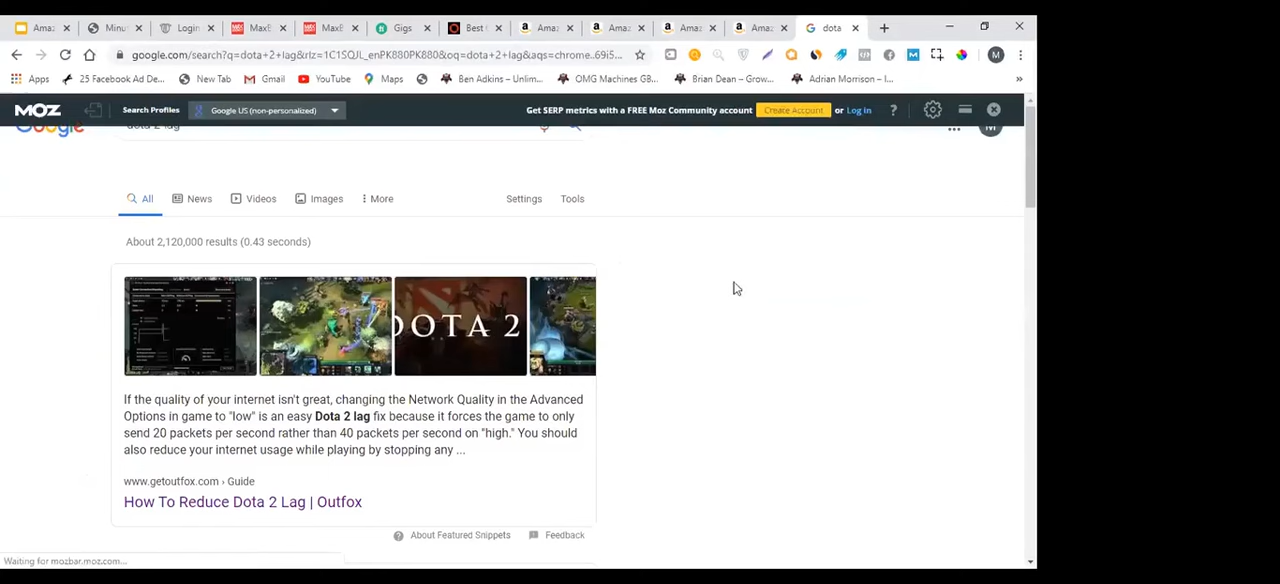 Amaz
Minut
Login
MaxB
MaxB
Gigs
Best
Amaz
Amaz
Amaz
Amaz
dota
google.com/search?q=dota+2+lag&rlz=1C1SQJL_enPK880PK880&oq=dota+2+lag&aqs=chrome..69i5...
Apps
25 Facebook Ad De...
New Tab
Gmail
YouTube
Maps
Ben Adkins – Unlim...
OMG Machines GB...
Brian Dean – Grow...
Adrian Morrison – I...
MOZ
Search Profiles
Google US (non-personalized)
Get SERP metrics with a FREE Moz Community account
Create Account
or Log in
?
Google
dota 2 lag
M
All
News
Videos
Images
More
Settings
Tools
About 2,120,000 results (0.43 seconds)
DOTA 2
If the quality of your internet isn't great, changing the Network Quality in the Advanced
Options in game to "low" is an easy Dota 2 lag fix because it forces the game to only
send 20 packets per second rather than 40 packets per second on "high." You should
also reduce your internet usage while playing by stopping any ...
www.getoutfox.com › Guide
How To Reduce Dota 2 Lag | Outfox
About Featured Snippets
Feedback
Waiting for mozbar.moz.com...